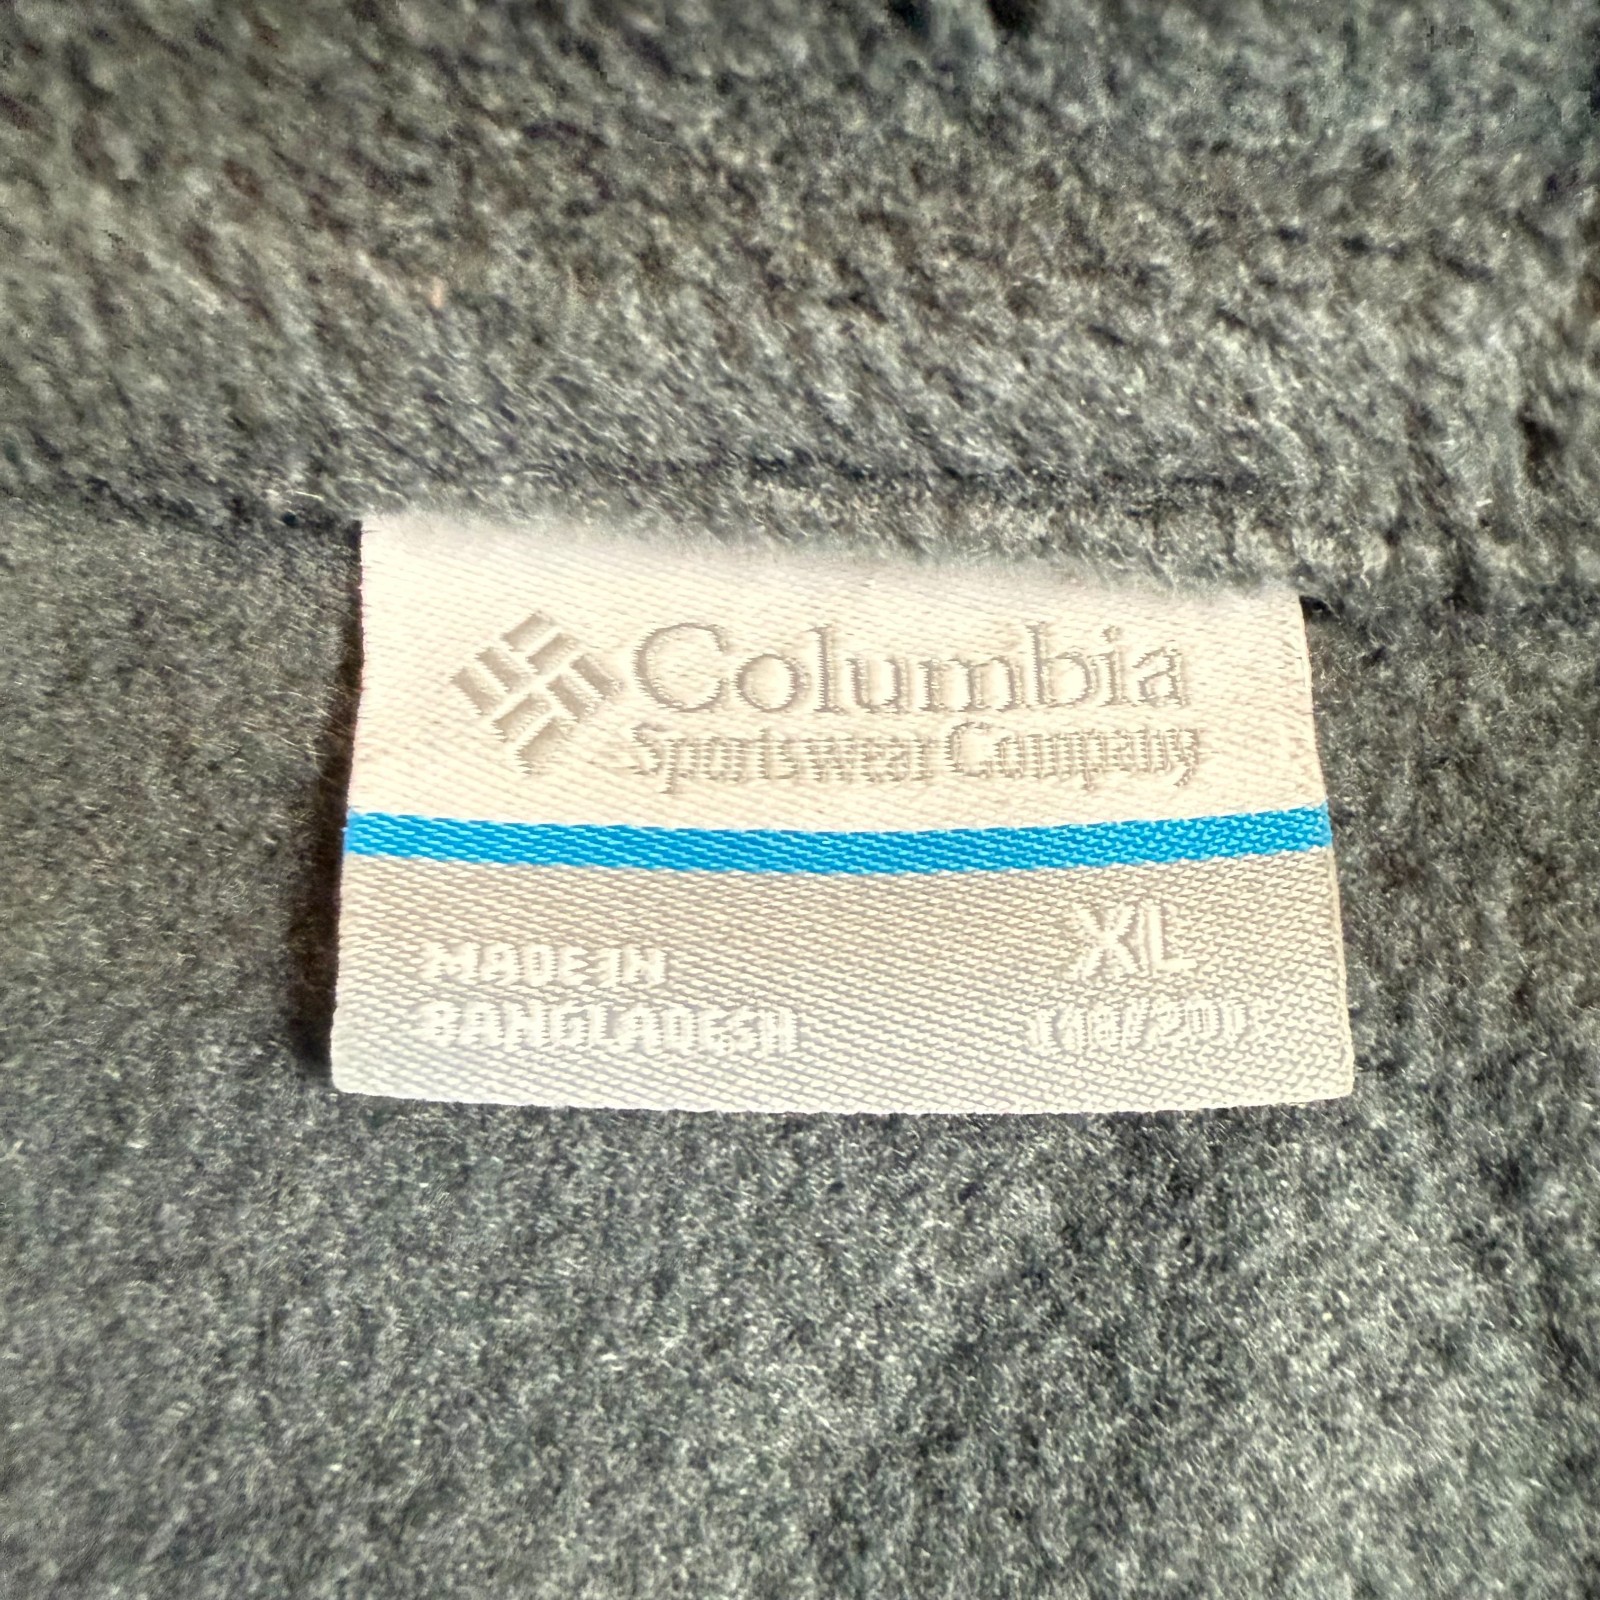 Columbia
Sportswear Company
MADE IN
BANGLADESH
XL